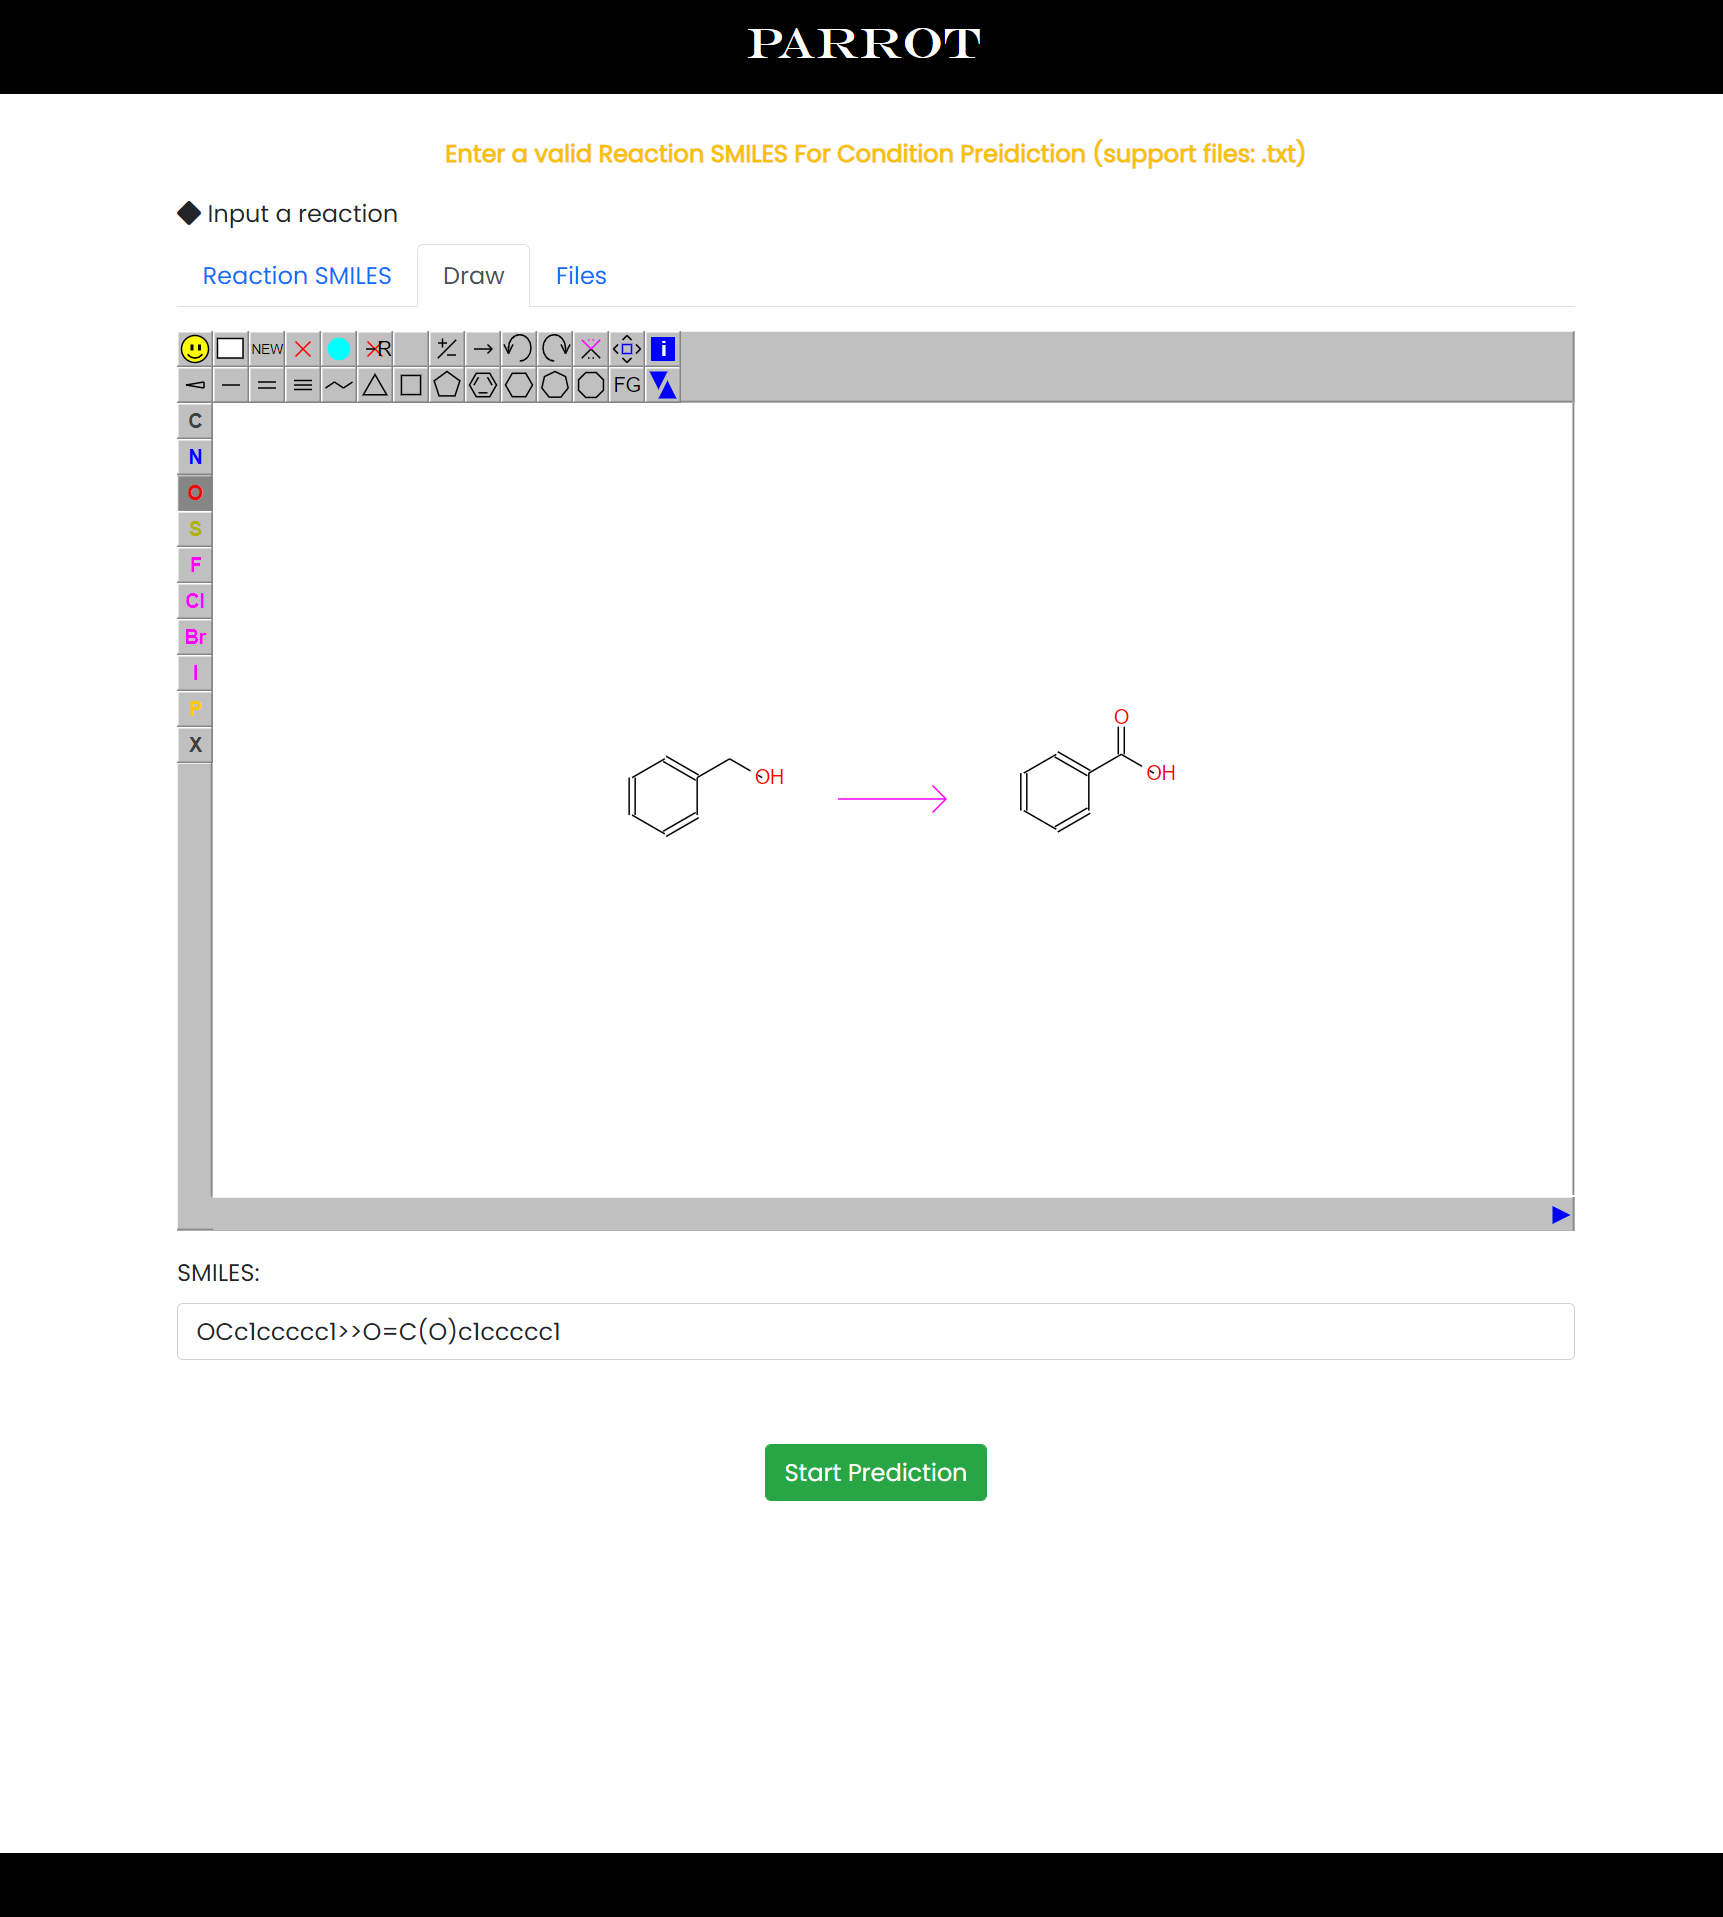 PARROT
Enter a valid Reaction SMILES For Condition Preidiction (support files: .txt)
Input a reaction
Reaction SMILES Draw Files
NEW R i
FG
C
N
O
S
F
Cl
Br
I
P
X
O
OH
OH
SMILES:
OCc1ccccc1>>O=C(O)c1ccccc1
Start Prediction